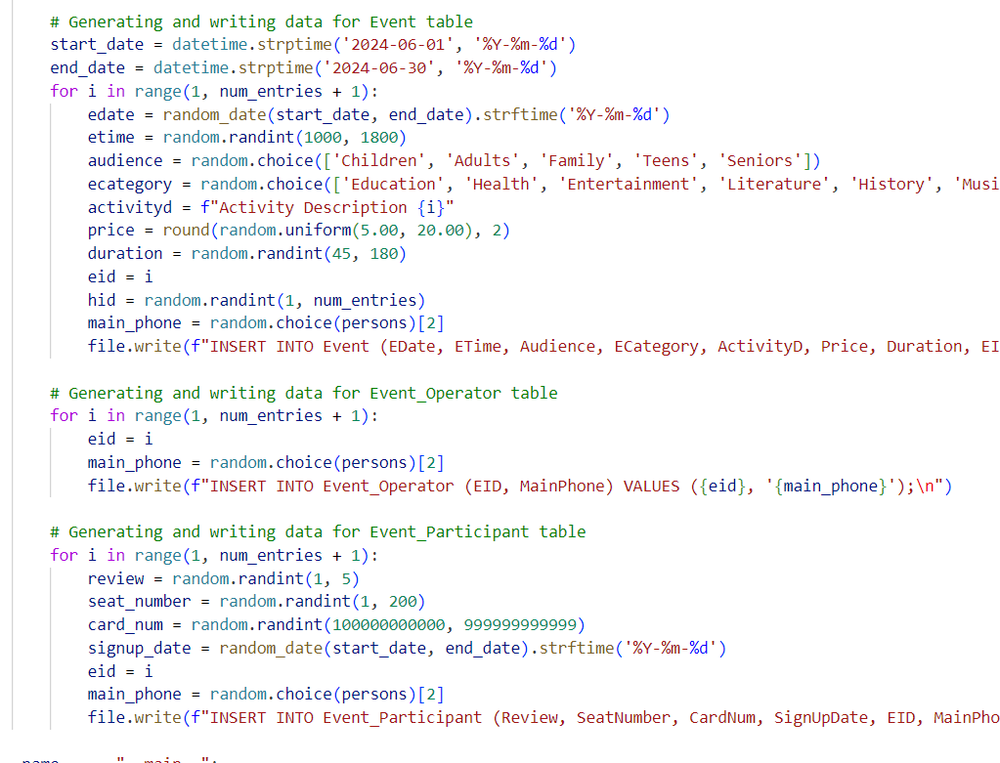 # Generating and writing data for Event table
start_date = datetime.strptime('2024-06-01', '%Y-%m-%d')
end_date = datetime.strptime('2024-06-30', '%Y-%m-%d')
for i in range(1, num_entries + 1):
    edate = random_date(start_date, end_date).strftime('%Y-%m-%d')
    etime = random.randint(1000, 1800)
    audience = random.choice(['Children', 'Adults', 'Family', 'Teens', 'Seniors'])
    ecategory = random.choice(['Education', 'Health', 'Entertainment', 'Literature', 'History', 'Musi
    activityd = f"Activity Description {i}"
    price = round(random.uniform(5.00, 20.00), 2)
    duration = random.randint(45, 180)
    eid = i
    hid = random.randint(1, num_entries)
    main_phone = random.choice(persons)[2]
    file.write(f"INSERT INTO Event (EDate, ETime, Audience, ECategory, ActivityD, Price, Duration, EI
# Generating and writing data for Event_Operator table
for i in range(1, num_entries + 1):
    eid = i
    main_phone = random.choice(persons)[2]
    file.write(f"INSERT INTO Event_Operator (EID, MainPhone) VALUES ({eid}, '{main_phone}');\n")
# Generating and writing data for Event_Participant table
for i in range(1, num_entries + 1):
    review = random.randint(1, 5)
    seat_number = random.randint(1, 200)
    card_num = random.randint(100000000000, 999999999999)
    signup_date = random_date(start_date, end_date).strftime('%Y-%m-%d')
    eid = i
    main_phone = random.choice(persons)[2]
    file.write(f"INSERT INTO Event_Participant (Review, SeatNumber, CardNum, SignUpDate, EID, MainPho